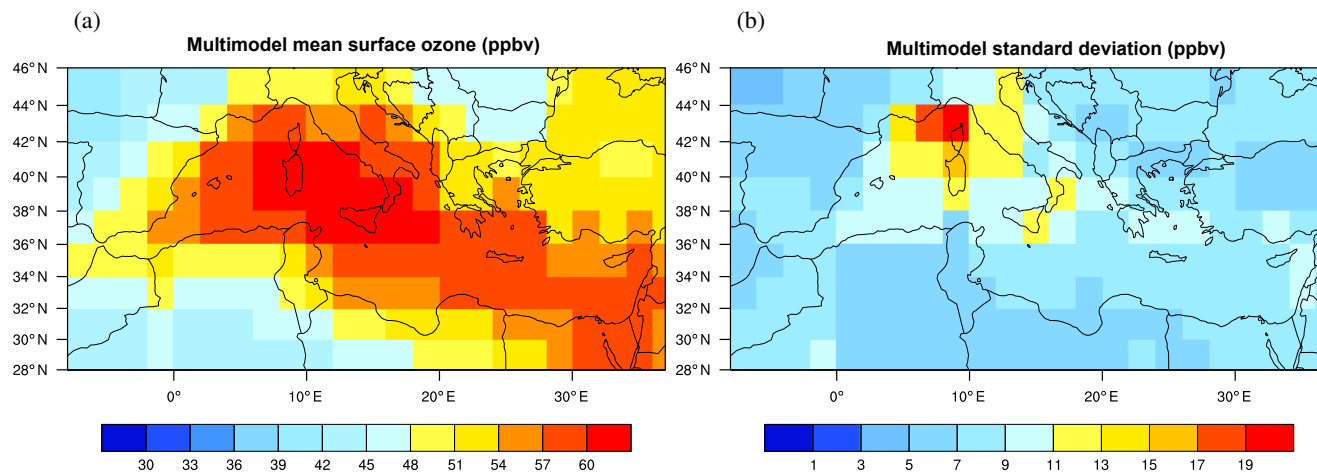 (a)
Multimodel mean surface ozone (ppbv)
46°N
44°N
42°N
40°N
38°N
36°N
34°N
32°N
30°N
28°N
0°
10°E
20°E
30°E
30 33 36 39 42 45 48 51 54 57 60
(b)
Multimodel standard deviation (ppbv)
46°N
44°N
42°N
40°N
38°N
36°N
34°N
32°N
30°N
28°N
0°
10°E
20°E
30°E
1 3 5 7 9 11 13 15 17 19